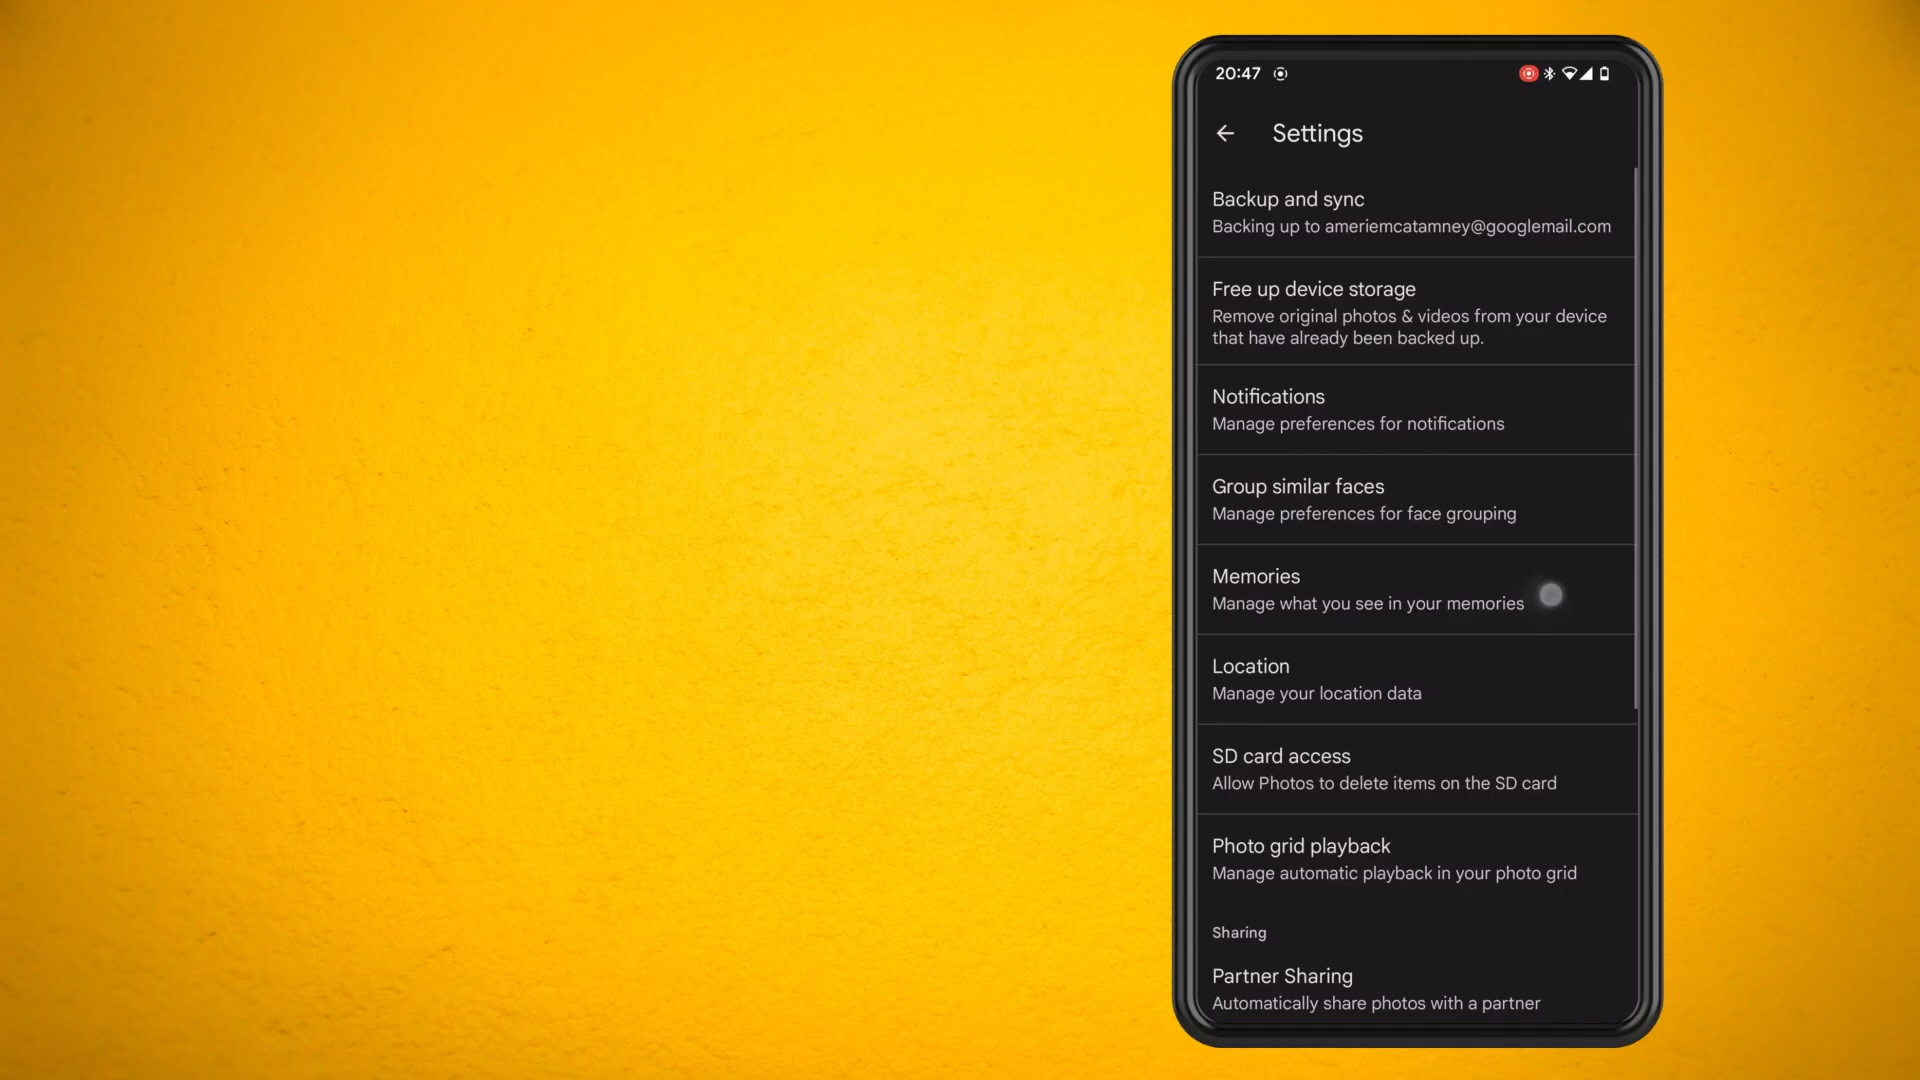 20:47
Settings
Backup and sync
Backing up to ameriemcatamney@googlemail.com
Free up device storage
Remove original photos & videos from your device
that have already been backed up.
Notifications
Manage preferences for notifications
Group similar faces
Manage preferences for face grouping
Memories
Manage what you see in your memories
Location
Manage your location data
SD card access
Allow Photos to delete items on the SD card
Photo grid playback
Manage automatic playback in your photo grid
Sharing
Partner Sharing
Automatically share photos with a partner